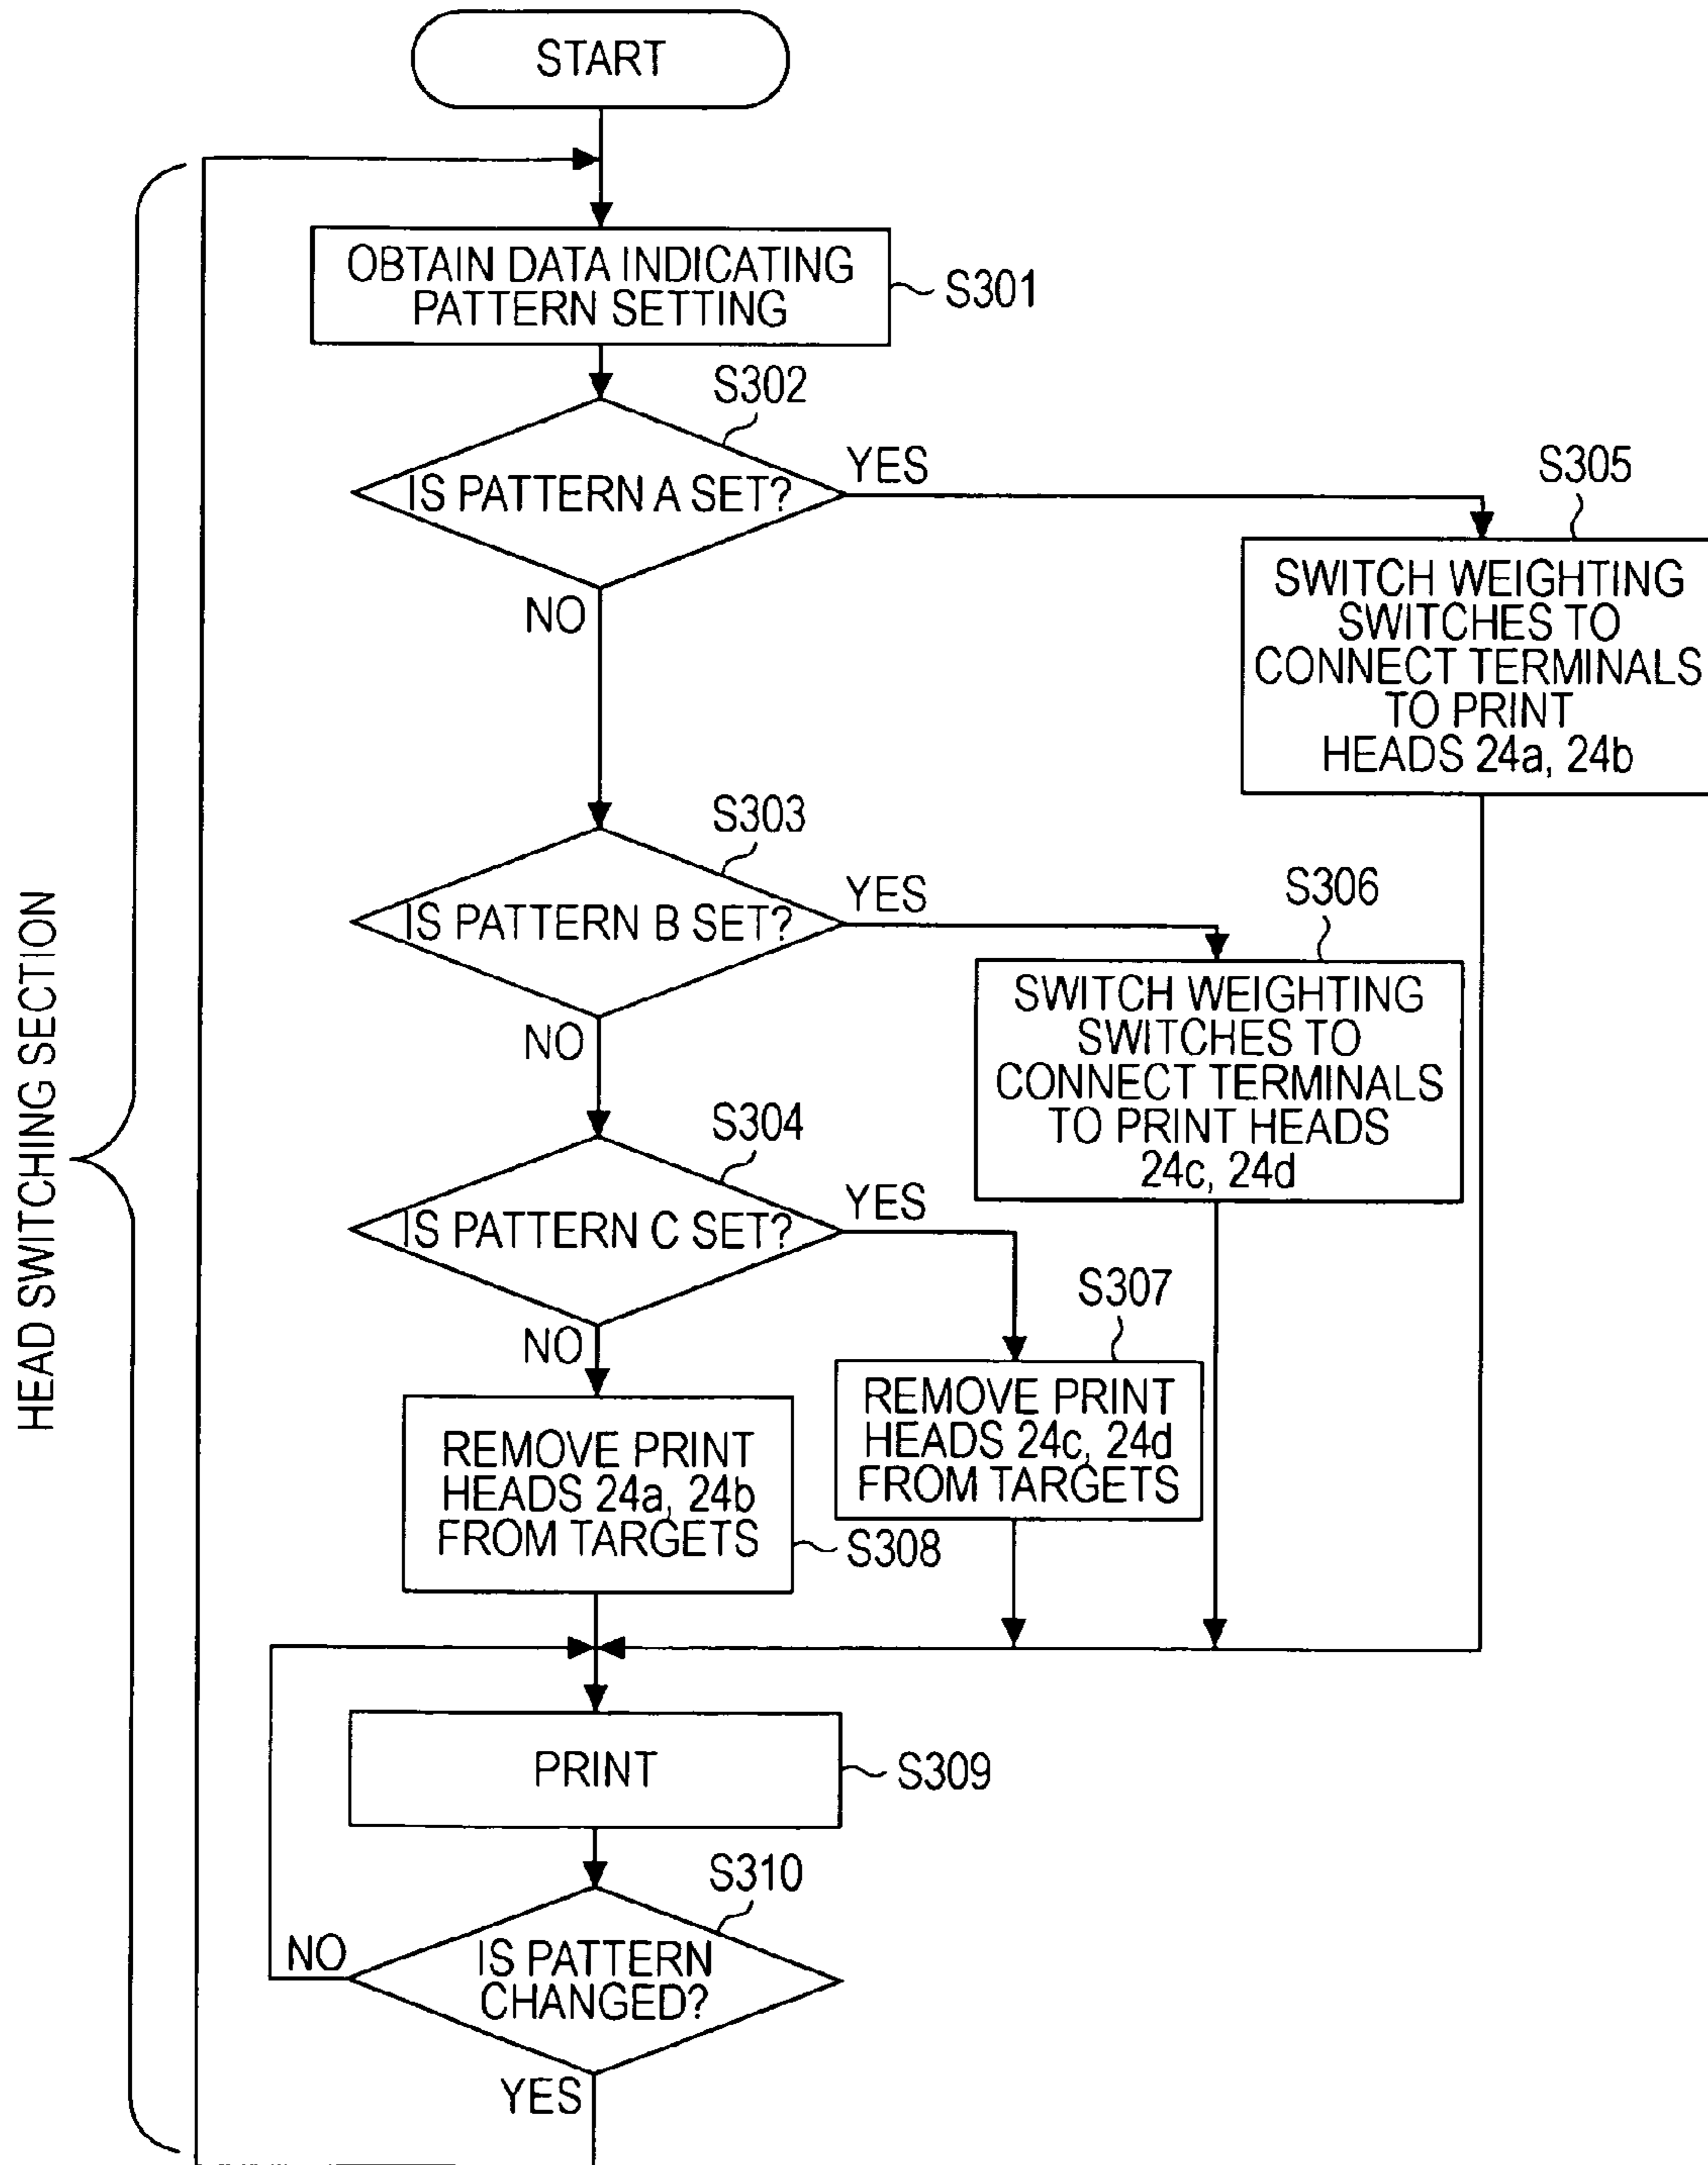 START
OBTAIN DATA INDICATING
PATTERN SETTING
S301
S302
IS PATTERN A SET?
YES
NO
S305
SWITCH WEIGHTING
SWITCHES TO
CONNECT TERMINALS
TO PRINT
HEADS 24a, 24b
S303
IS PATTERN B SET?
YES
NO
S306
SWITCH WEIGHTING
SWITCHES TO
CONNECT TERMINALS
TO PRINT HEADS
24c, 24d
S304
IS PATTERN C SET?
YES
NO
S307
REMOVE PRINT
HEADS 24c, 24d
FROM TARGETS
REMOVE PRINT
HEADS 24a, 24b
FROM TARGETS
S308
PRINT
S309
S310
IS PATTERN
CHANGED?
NO
YES
HEAD SWITCHING SECTION